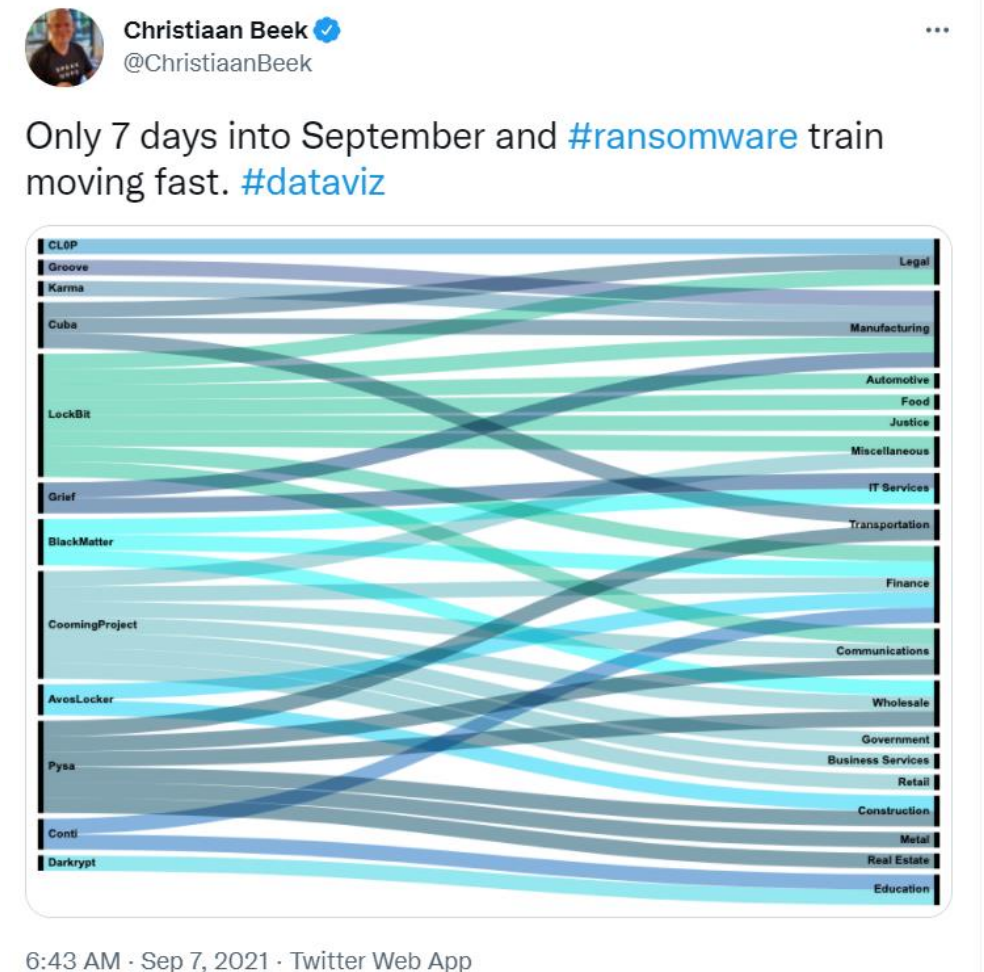 Christiaan Beek
@ChristiaanBeek
Only 7 days into September and #ransomware train
moving fast. #dataviz
CL0P
Groove
Karma
Cuba
LockBit
Grief
BlackMatter
CoomingProject
AvosLocker
Pysa
Conti
Darkrypt
Legal
Manufacturing
Automotive
Food
Justice
Miscellaneous
IT Services
Transportation
Finance
Communications
Wholesale
Government
Business Services
Retail
Construction
Metal
Real Estate
Education
6:43 AM · Sep 7, 2021 · Twitter Web App